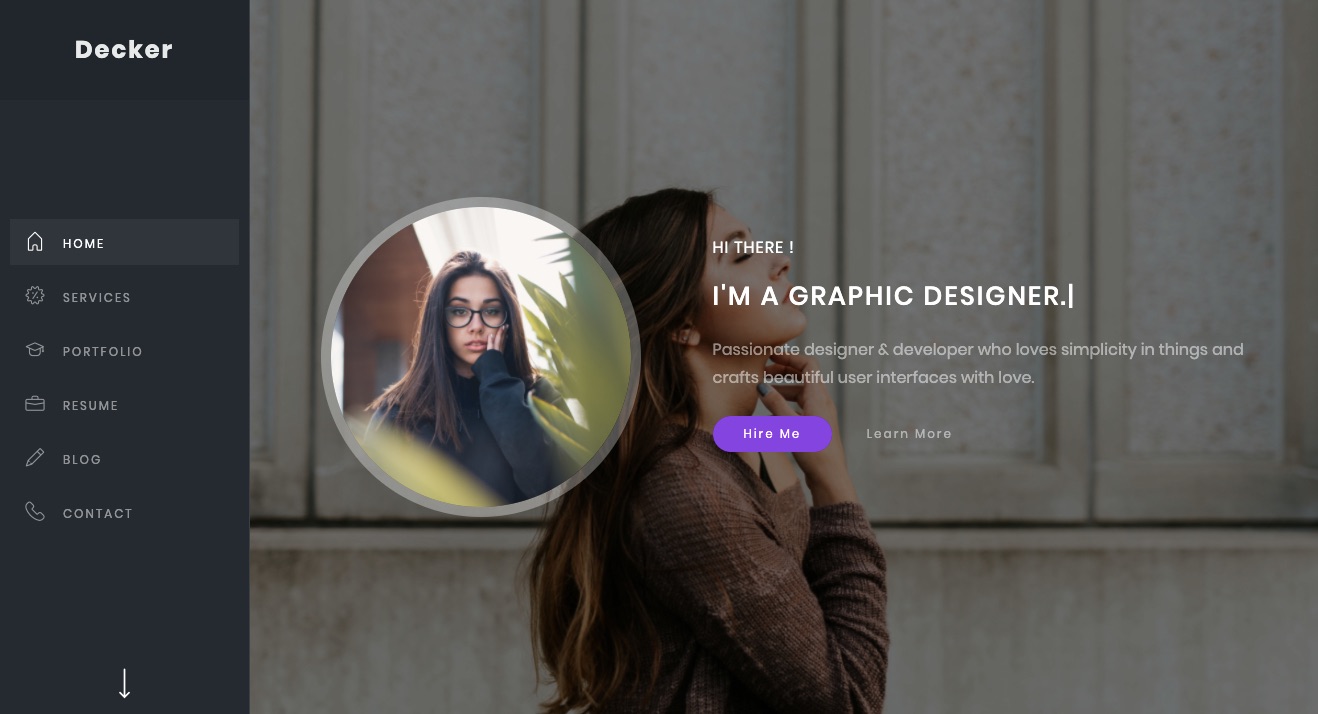 Decker
HOME
SERVICES
PORTFOLIO
RESUME
BLOG
CONTACT
HI THERE !
I'M A GRAPHIC DESIGNER.|
Passionate designer & developer who loves simplicity in things and
crafts beautiful user interfaces with love.
Hire Me
Learn More